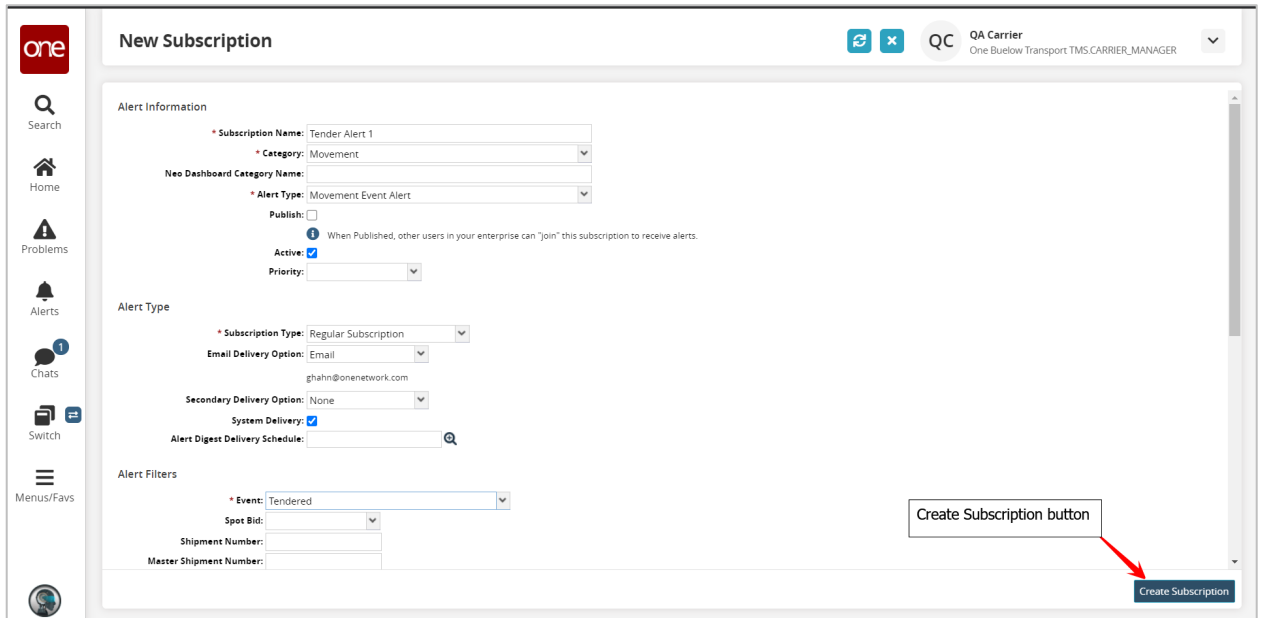 one
New Subscription
QC
QA Carrier
One Buelow Transport TMS.CARRIER_MANAGER
Search
Home
Problems
Alerts
1
Chats
Switch
Menus/Favs
Alert Information
* Subscription Name: Tender Alert 1
* Category: Movement
Neo Dashboard Category Name:
* Alert Type: Movement Event Alert
Publish:
When Published, other users in your enterprise can "join" this subscription to receive alerts.
Active:
Priority:
Alert Type
* Subscription Type: Regular Subscription
Email Delivery Option: Email
ghahn@onenetwork.com
Secondary Delivery Option: None
System Delivery:
Alert Digest Delivery Schedule:
Alert Filters
* Event: Tendered
Spot Bid:
Shipment Number:
Master Shipment Number:
Create Subscription button
Create Subscription